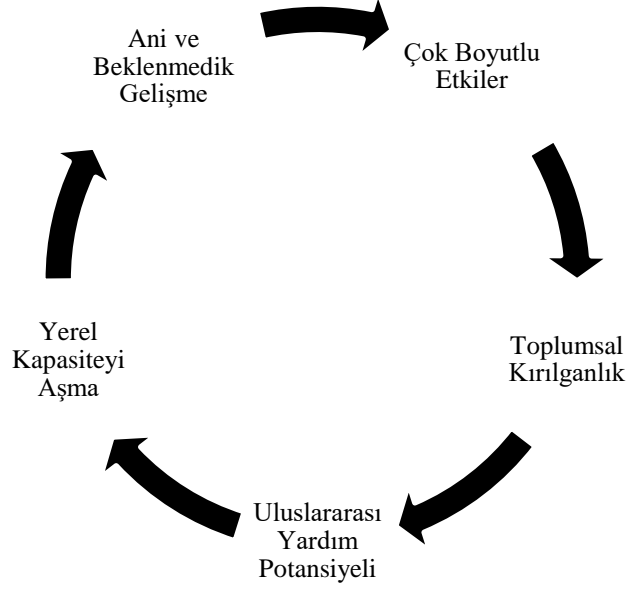 Ani ve
Beklenmedik
Gelişme
Çok Boyutlu
Etkiler
Toplumsal
Kırılganlık
Uluslararası
Yardım
Potansiyeli
Yerel
Kapasiteyi
Aşma